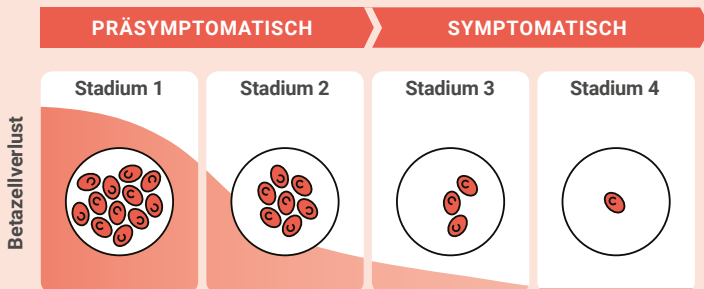 PRÄSYMPTOMATISCH
SYMPTOMATISCH
Stadium 1
Stadium 2
Stadium 3
Stadium 4
Betazellverlust